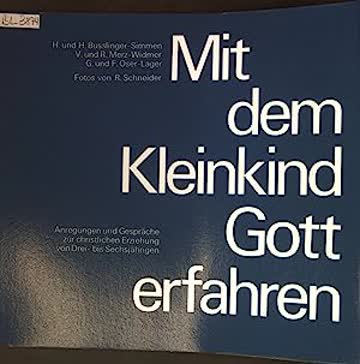 H. und H. Busslinger-Simmen
V. und R. Merz-Widmer
G. und F. Oser-Lager
Fotos von R. Schneider
Mit
dem
Kleinkind
Gott
erfahren
Anregungen und Gespräche
zur christlichen Erziehung
von Drei- bis Sechsjährigen